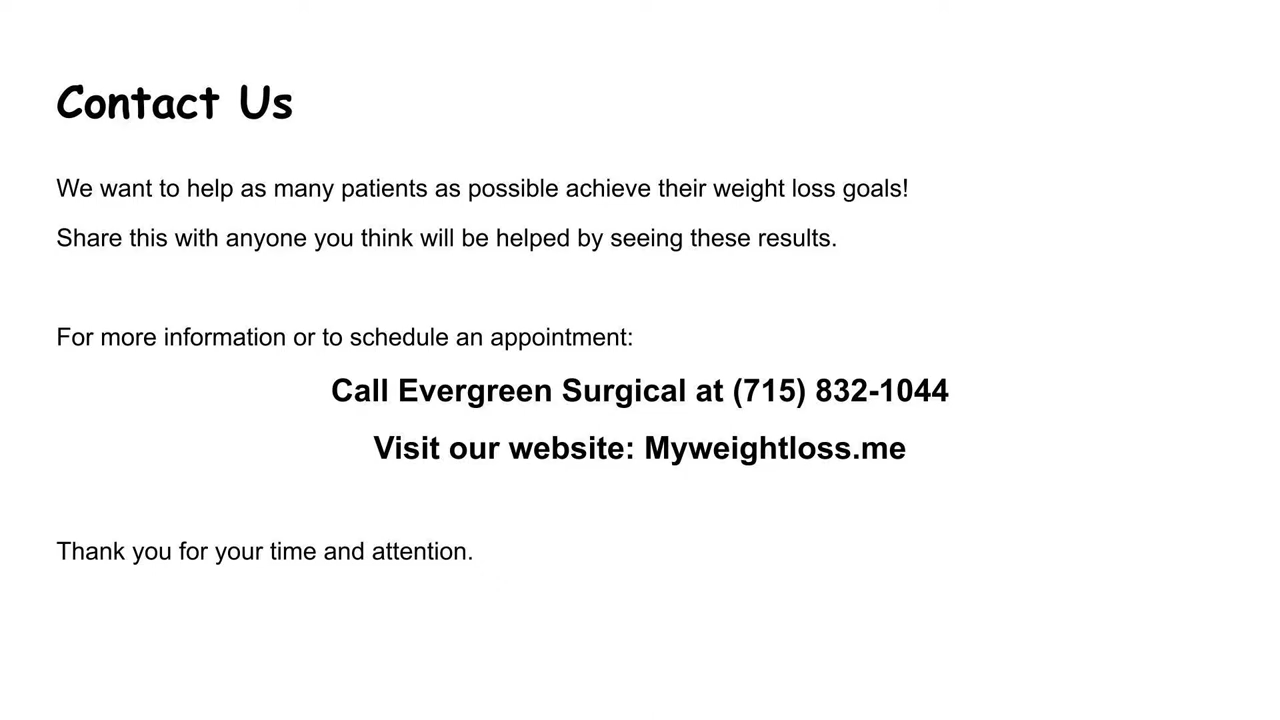 Contact Us
We want to help as many patients as possible achieve their weight loss goals!
Share this with anyone you think will be helped by seeing these results.
For more information or to schedule an appointment:
Call Evergreen Surgical at (715) 832-1044
Visit our website: Myweightloss.me
Thank you for your time and attention.